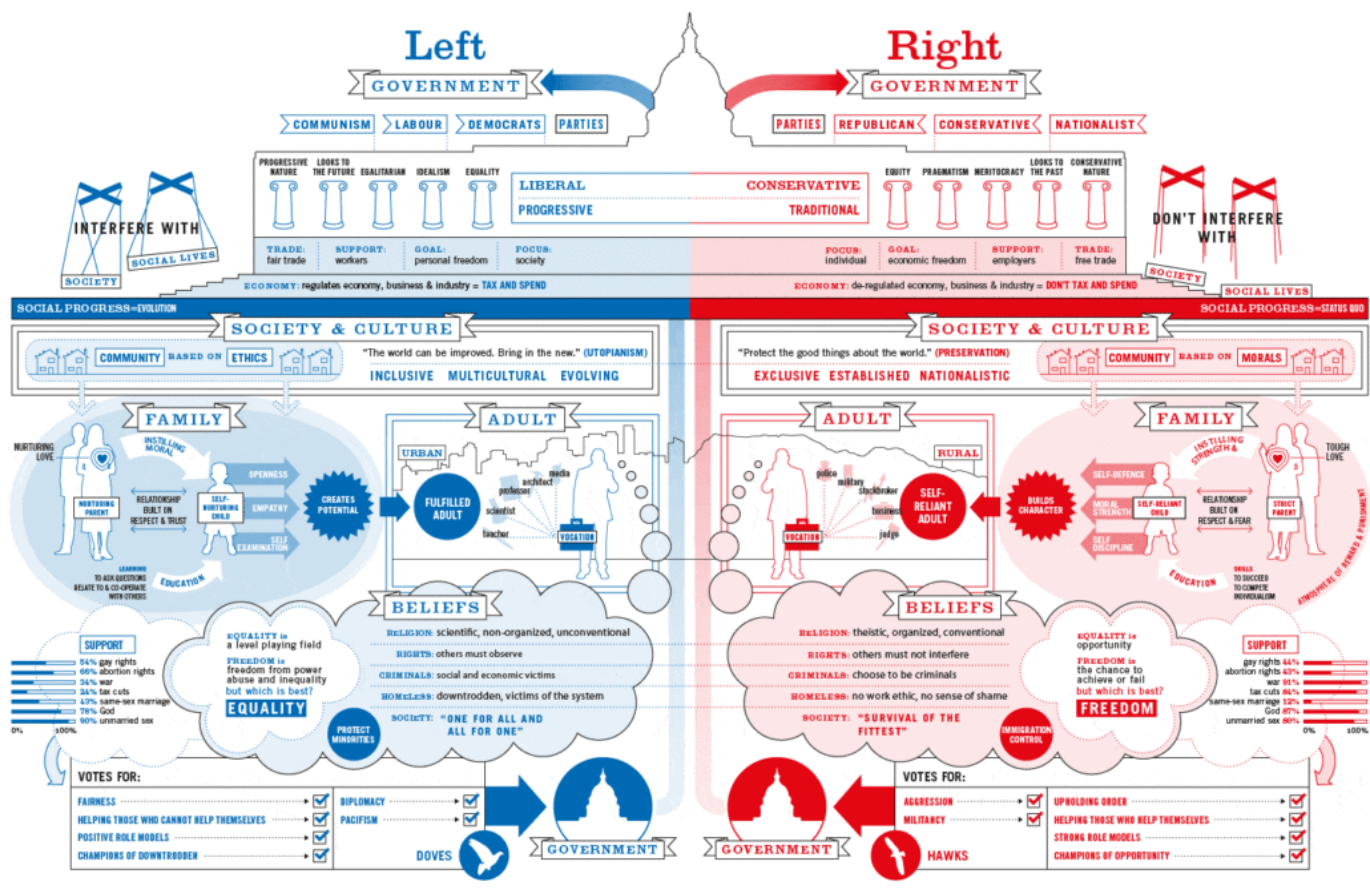 Left
Right
GOVERNMENT
GOVERNMENT
COMMUNISM
LABOUR
DEMOCRATS
PARTIES
PARTIES
REPUBLICAN
CONSERVATIVE
NATIONALIST
PROGRESSIVE NATURE
LOOKS TO THE FUTURE
EGALITARIAN
IDEALISM
EQUALITY
LIBERAL
CONSERVATIVE
PROGRESSIVE
TRADITIONAL
EQUITY
PRAGMATISM
MERITOCRACY
LOOKS TO THE PAST
CONSERVATIVE NATURE
INTERFERE WITH
SOCIETY
SOCIAL LIVES
DON'T INTERFERE
WITH
SOCIETY
SOCIAL LIVES
TRADE:
fair trade
SUPPORT:
workers
GOAL:
personal freedom
FOCUS:
society
FOCUS:
individual
GOAL:
economic freedom
SUPPORT:
employers
TRADE:
free trade
ECONOMY: regulates economy, business & industry = TAX AND SPEND
ECONOMY: de-regulated economy, business & industry = DON'T TAX AND SPEND
SOCIAL PROGRESS=EVOLUTION
SOCIAL PROGRESS=STATUS QUO
SOCIETY & CULTURE
COMMUNITY BASED ON ETHICS
"The world can be improved. Bring in the new." (UTOPIANISM)
INCLUSIVE MULTICULTURAL EVOLVING
SOCIETY & CULTURE
"Protect the good things about the world." (PRESERVATION)
EXCLUSIVE ESTABLISHED NATIONALISTIC
COMMUNITY BASED ON MORALS
FAMILY
NURTURING
LOVE
INSTILLING
MORAL
NURTURING
PARENT
RELATIONSHIP
BUILT ON
RESPECT & TRUST
SELF-
NURTURING
CHILD
OPENNESS
EMPATHY
SELF
EXAMINATION
CREATES
POTENTIAL
LEARNING
TO ASK QUESTIONS
RELATE TO & CO-OPERATE
WITH OTHERS
EDUCATION
ADULT
URBAN
FULFILLED
ADULT
media
architect
professor
scientist
teacher
VOCATION
ADULT
RURAL
police
military
stockbroker
business
judge
VOCATION
SELF-
RELIANT
ADULT
FAMILY
BUILDS
CHARACTER
SELF-DEFENCE
MORAL
STRENGTH
SELF
DISCIPLINE
INSTILLING
STRENGTH &
TOUGH
LOVE
SELF-RELIANT
CHILD
RELATIONSHIP
BUILT ON
RESPECT & FEAR
STRICT
PARENT
EDUCATION
SKILLS
TO SUCCEED
TO COMPETE
INDIVIDUALISM
ATMOSPHERE OF REWARD & PUNISHMENT
SUPPORT
54% gay rights
66% abortion rights
34% war
24% tax cuts
43% same-sex marriage
78% God
90% unmarried sex
0% 100%
EQUALITY is
a level playing field
FREEDOM is
freedom from power
abuse and inequality
but which is best?
EQUALITY
BELIEFS
RELIGION: scientific, non-organized, unconventional
RIGHTS: others must observe
CRIMINALS: social and economic victims
HOMELESS: downtrodden, victims of the system
SOCIETY: "ONE FOR ALL AND
ALL FOR ONE"
PROTECT
MINORITIES
BELIEFS
RELIGION: theistic, organized, conventional
RIGHTS: others must not interfere
CRIMINALS: choose to be criminals
HOMELESS: no work ethic, no sense of shame
SOCIETY: "SURVIVAL OF THE
FITTEST"
IMMIGRATION
CONTROL
EQUALITY is
opportunity
FREEDOM is
the chance to
achieve or fail
but which is best?
FREEDOM
SUPPORT
gay rights 44%
abortion rights 43%
war 91%
tax cuts 84%
same-sex marriage 12%
God 87%
unmarried sex 80%
0% 100%
VOTES FOR:
FAIRNESS
HELPING THOSE WHO CANNOT HELP THEMSELVES
POSITIVE ROLE MODELS
CHAMPIONS OF DOWNTRODDEN
DIPLOMACY
PACIFISM
DOVES
GOVERNMENT
GOVERNMENT
VOTES FOR:
AGGRESSION
MILITANCY
HAWKS
UPHOLDING ORDER
HELPING THOSE WHO HELP THEMSELVES
STRONG ROLE MODELS
CHAMPIONS OF OPPORTUNITY